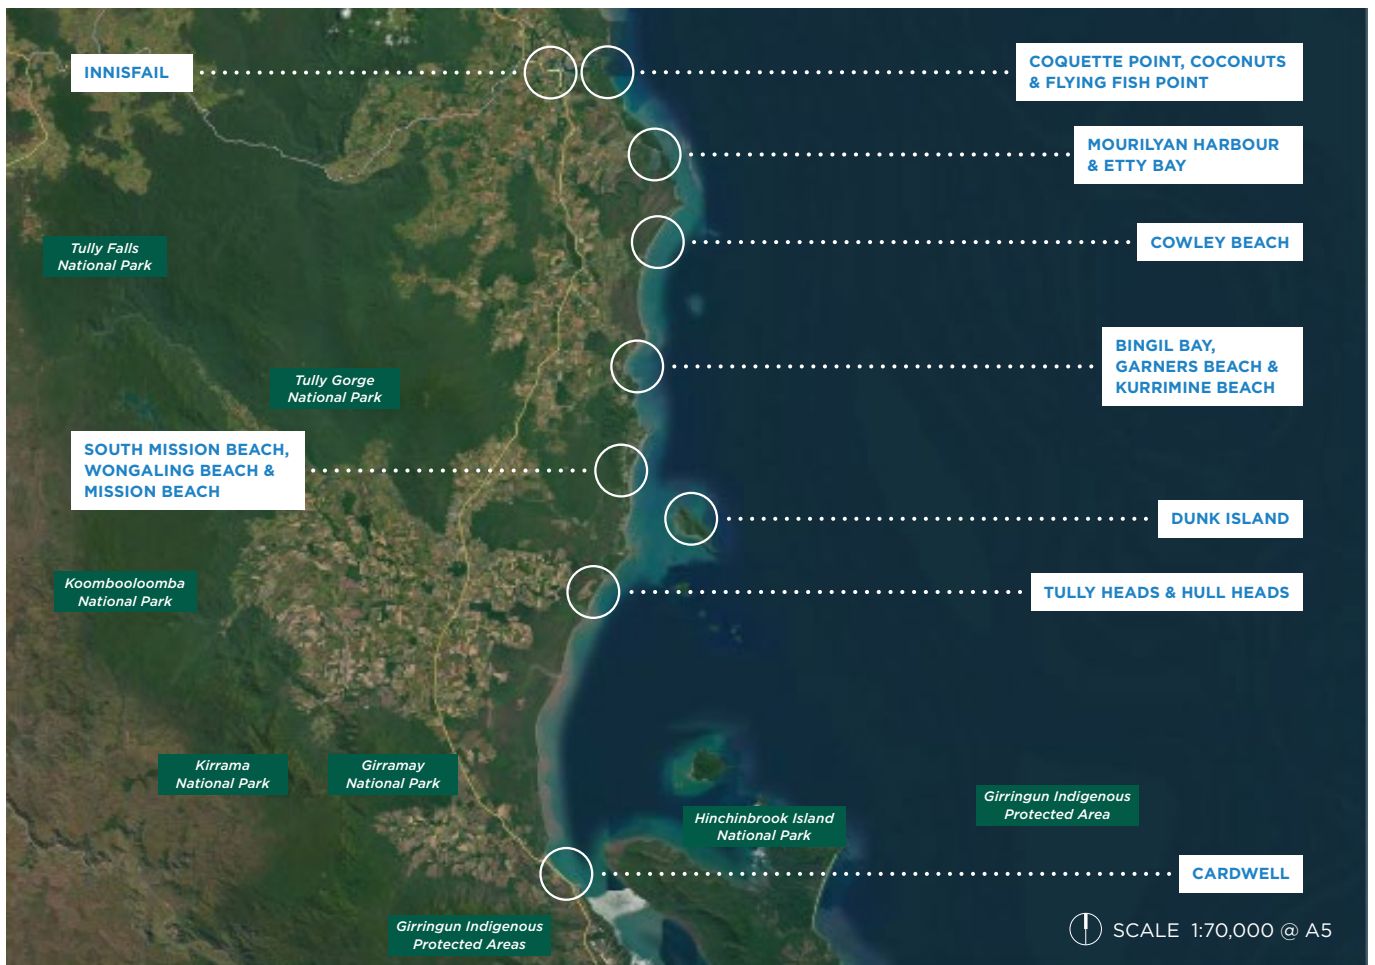 INNISFAIL
COQUETTE POINT, COCONUTS
& FLYING FISH POINT
MOURILYAN HARBOUR
& ETTY BAY
COWLEY BEACH
Tully Falls
National Park
BINGIL BAY,
GARNERS BEACH &
KURRIMINE BEACH
Tully Gorge
National Park
SOUTH MISSION BEACH,
WONGALING BEACH &
MISSION BEACH
DUNK ISLAND
Koombooloomba
National Park
TULLY HEADS & HULL HEADS
Kirrama
National Park
Girramay
National Park
Girringun Indigenous
Protected Area
Hinchinbrook Island
National Park
CARDWELL
Girringun Indigenous
Protected Areas
SCALE 1:70,000 @ A5